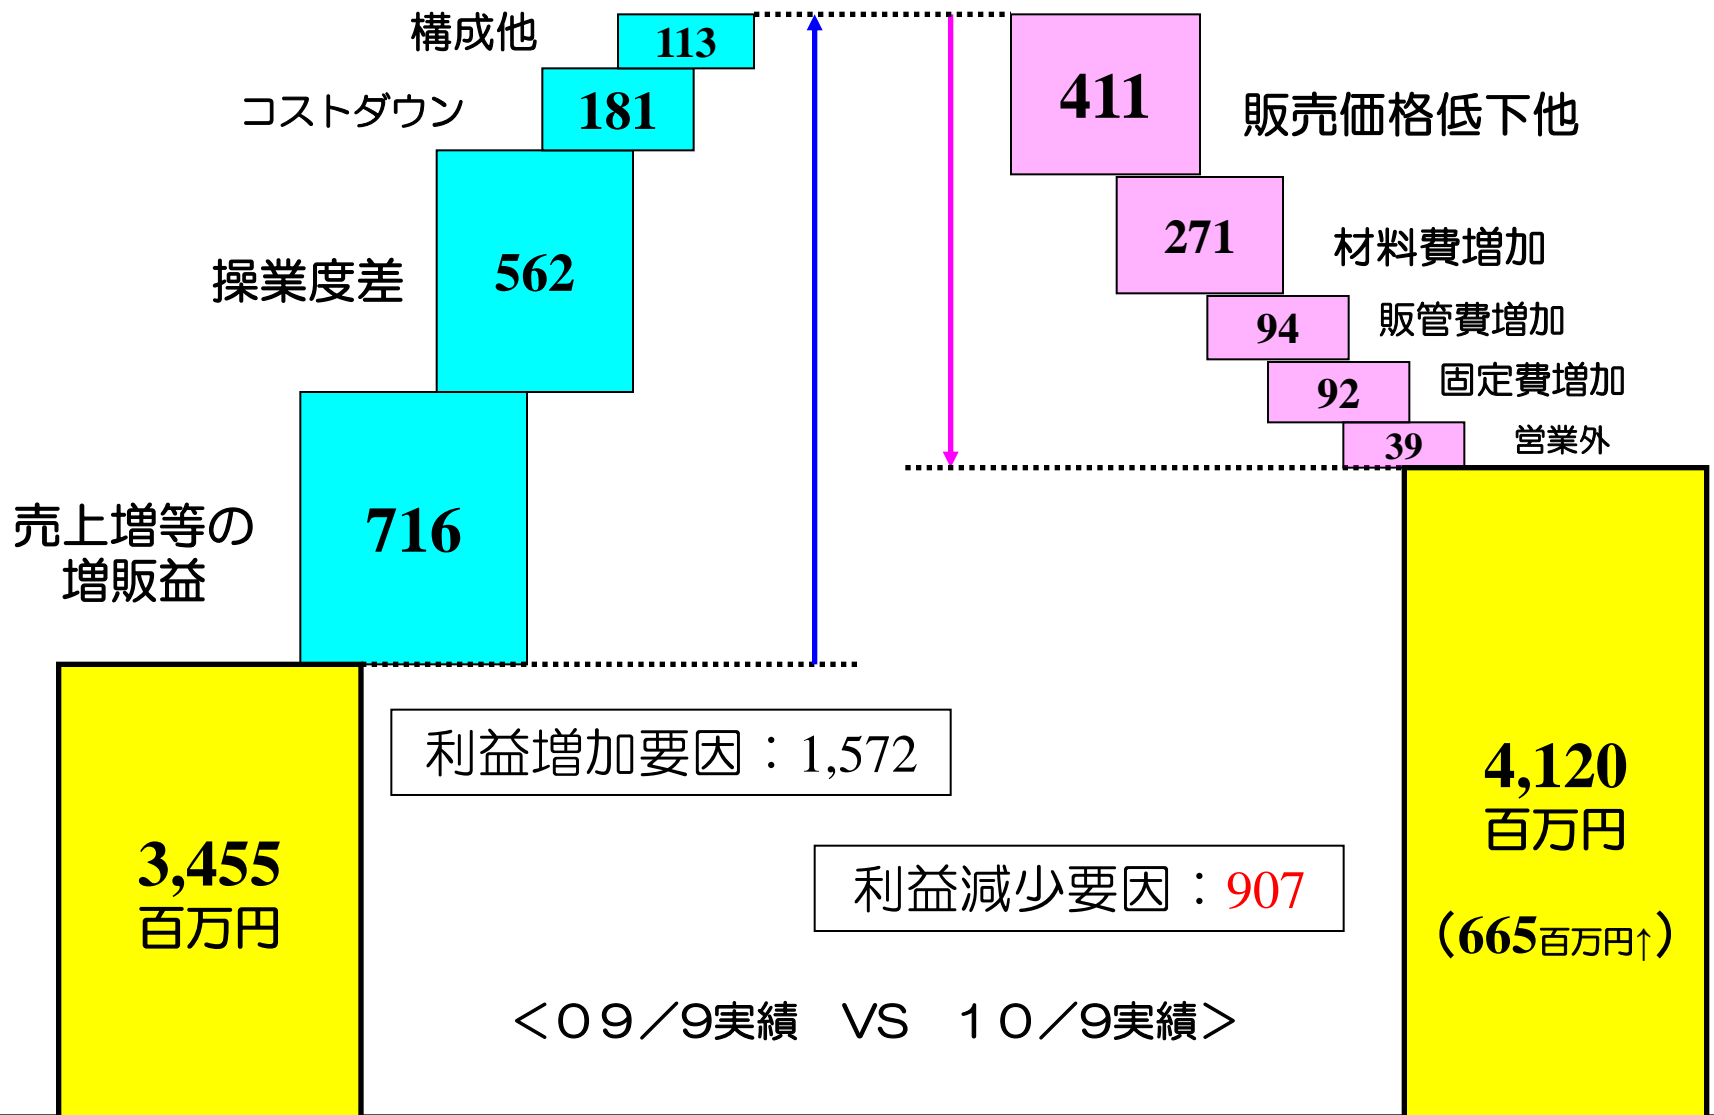 構成他
113
コストダウン
181
操業度差
562
売上増等の
増販益
716
411
販売価格低下他
271
材料費増加
94
販管費増加
92
固定費増加
39
営業外
利益増加要因：1,572
利益減少要因：907
3,455
百万円
4,120
百万円
（665百万円↑）
＜０９／９実績　VS　１０／９実績＞